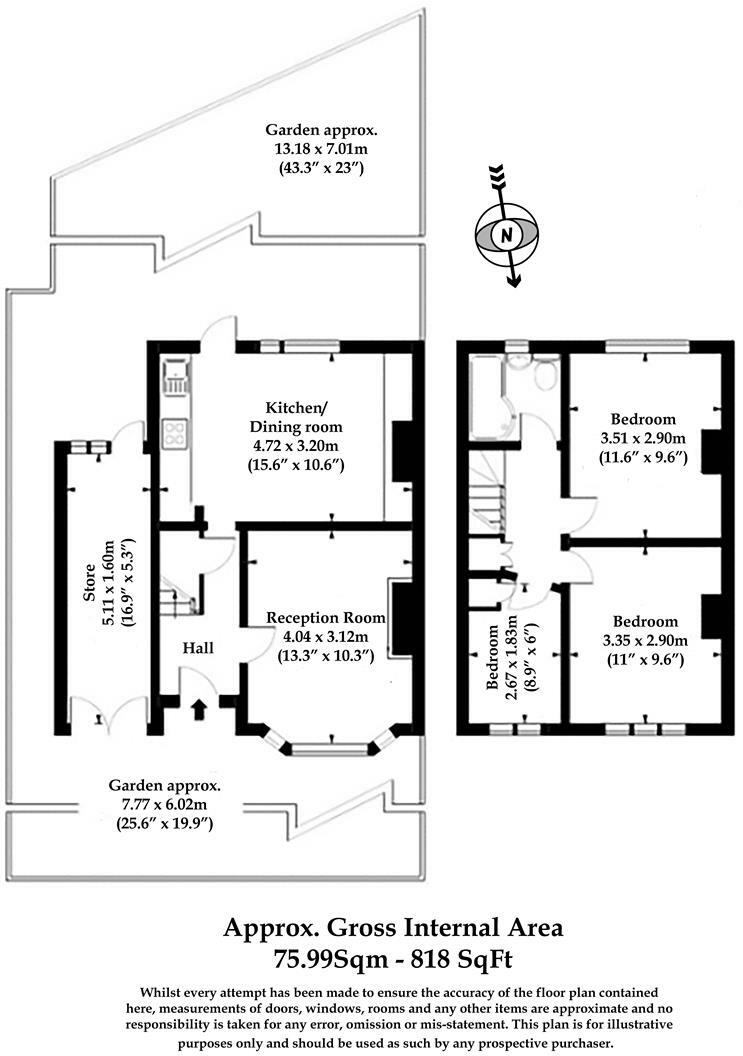 Garden approx.
13.18 x 7.01m
(43.3” x 23”)
N
Kitchen/
Dining room
4.72 x 3.20m
(15.6” x 10.6”)
Bedroom
3.51 x 2.90m
(11.6” x 9.6”)
Store
5.11 x 1.60m
(16.9” x 5.3”)
Reception Room
4.04 x 3.12m
(13.3” x 10.3”)
Hall
Bedroom
2.67 x 1.83m
(8.9” x 6”)
Bedroom
3.35 x 2.90m
(11” x 9.6”)
Garden approx.
7.77 x 6.02m
(25.6” x 19.9”)
Approx. Gross Internal Area
75.99Sqm - 818 SqFt
Whilst every attempt has been made to ensure the accuracy of the floor plan contained
here, measurements of doors, windows, rooms and any other items are approximate and no
responsibility is taken for any error, omission or mis-statement. This plan is for illustrative
purposes only and should be used as such by any prospective purchaser.